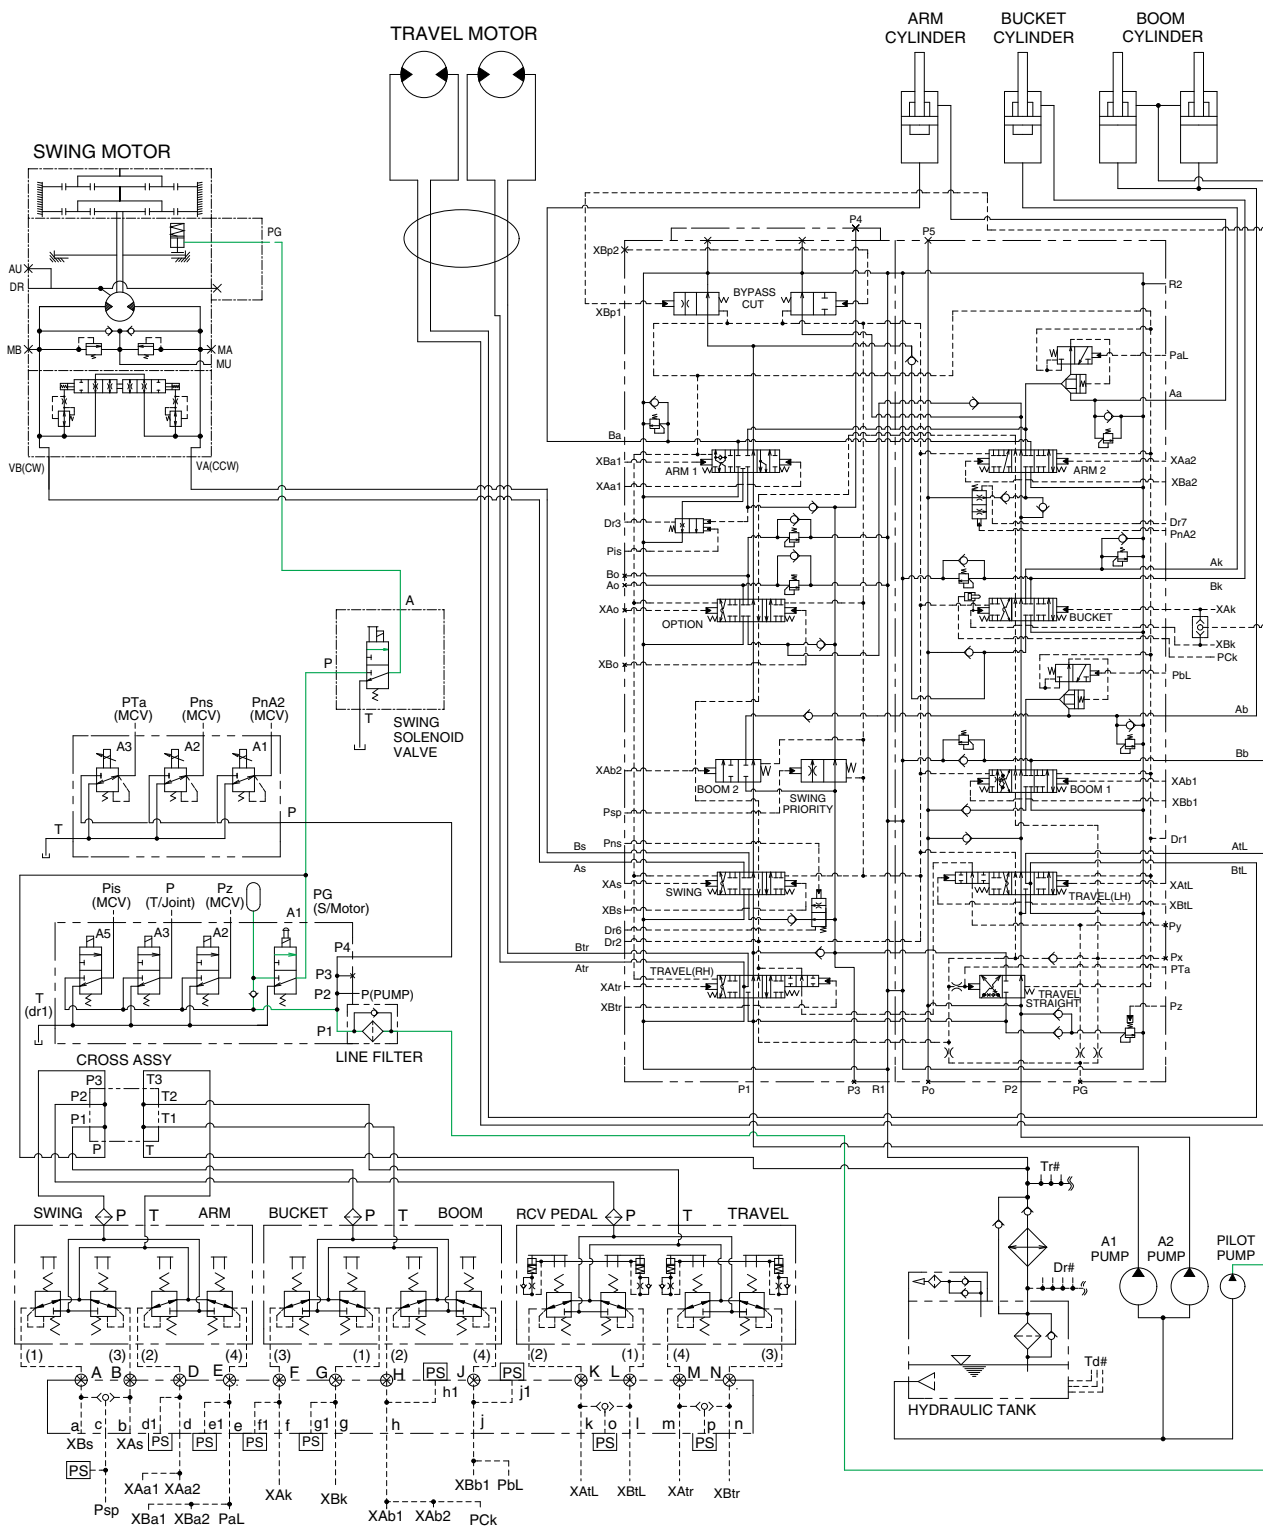 ARM
CYLINDER
BUCKET
CYLINDER
BOOM
CYLINDER
TRAVEL MOTOR
SWING MOTOR
PG
AU
DR
MB
MA
MU
VB(CW)
VA(CCW)
P4
P5
XBp2
XBp1
BYPASS
CUT
R2
PaL
Aa
Ba
XBa1
ARM 1
XAa1
ARM 2
XAa2
XBa2
Dr3
Pis
Dr7
PnA2
Bo
Ao
Ak
Bk
XAo
OPTION
XBo
BUCKET
XAk
XBk
PCk
PbL
Ab
Bb
XAb2
BOOM 2
SWING
PRIORITY
Psp
BOOM 1
XAb1
XBb1
Pns
Dr1
Bs
As
AtL
BtL
XAs
SWING
XBs
Dr6
Dr2
TRAVEL(LH)
XAtL
XBtL
Py
Btr
Atr
Px
PTa
TRAVEL(RH)
XAtr
XBtr
TRAVEL
STRAIGHT
Pz
P1
P3
R1
Po
P2
PG
A
P
T
SWING
SOLENOID
VALVE
PTa
(MCV)
Pns
(MCV)
PnA2
(MCV)
A3
A2
A1
P
T
Pis
(MCV)
P
(T/Joint)
Pz
(MCV)
PG
(S/Motor)
A5
A3
A2
A1
P4
P3
P2
P(PUMP)
P1
T
(dr1)
LINE FILTER
CROSS ASSY
P3
T3
P2
T2
P1
T1
P
T
SWING
P
T
ARM
BUCKET
P
T
BOOM
RCV PEDAL
P
T
TRAVEL
(1)
(3)
(2)
(4)
(3)
(1)
(2)
(4)
(2)
(1)
(4)
(3)
A
B
D
E
F
G
H
PS
J
PS
K
L
M
N
h1
j1
a
c
b
d1
d
e1
e
f1
f
g1
g
h
j
k
o
l
m
p
n
XBs
XAs
PS
PS
PS
PS
PS
PS
PS
Psp
XAa1
XAa2
XBa1
XBa2
PaL
XAk
XBk
XAb1
XAb2
PCk
XBb1
PbL
XAtL
XBtL
XAtr
XBtr
Tr#
Dr#
Td#
A1
PUMP
A2
PUMP
PILOT
PUMP
HYDRAULIC TANK